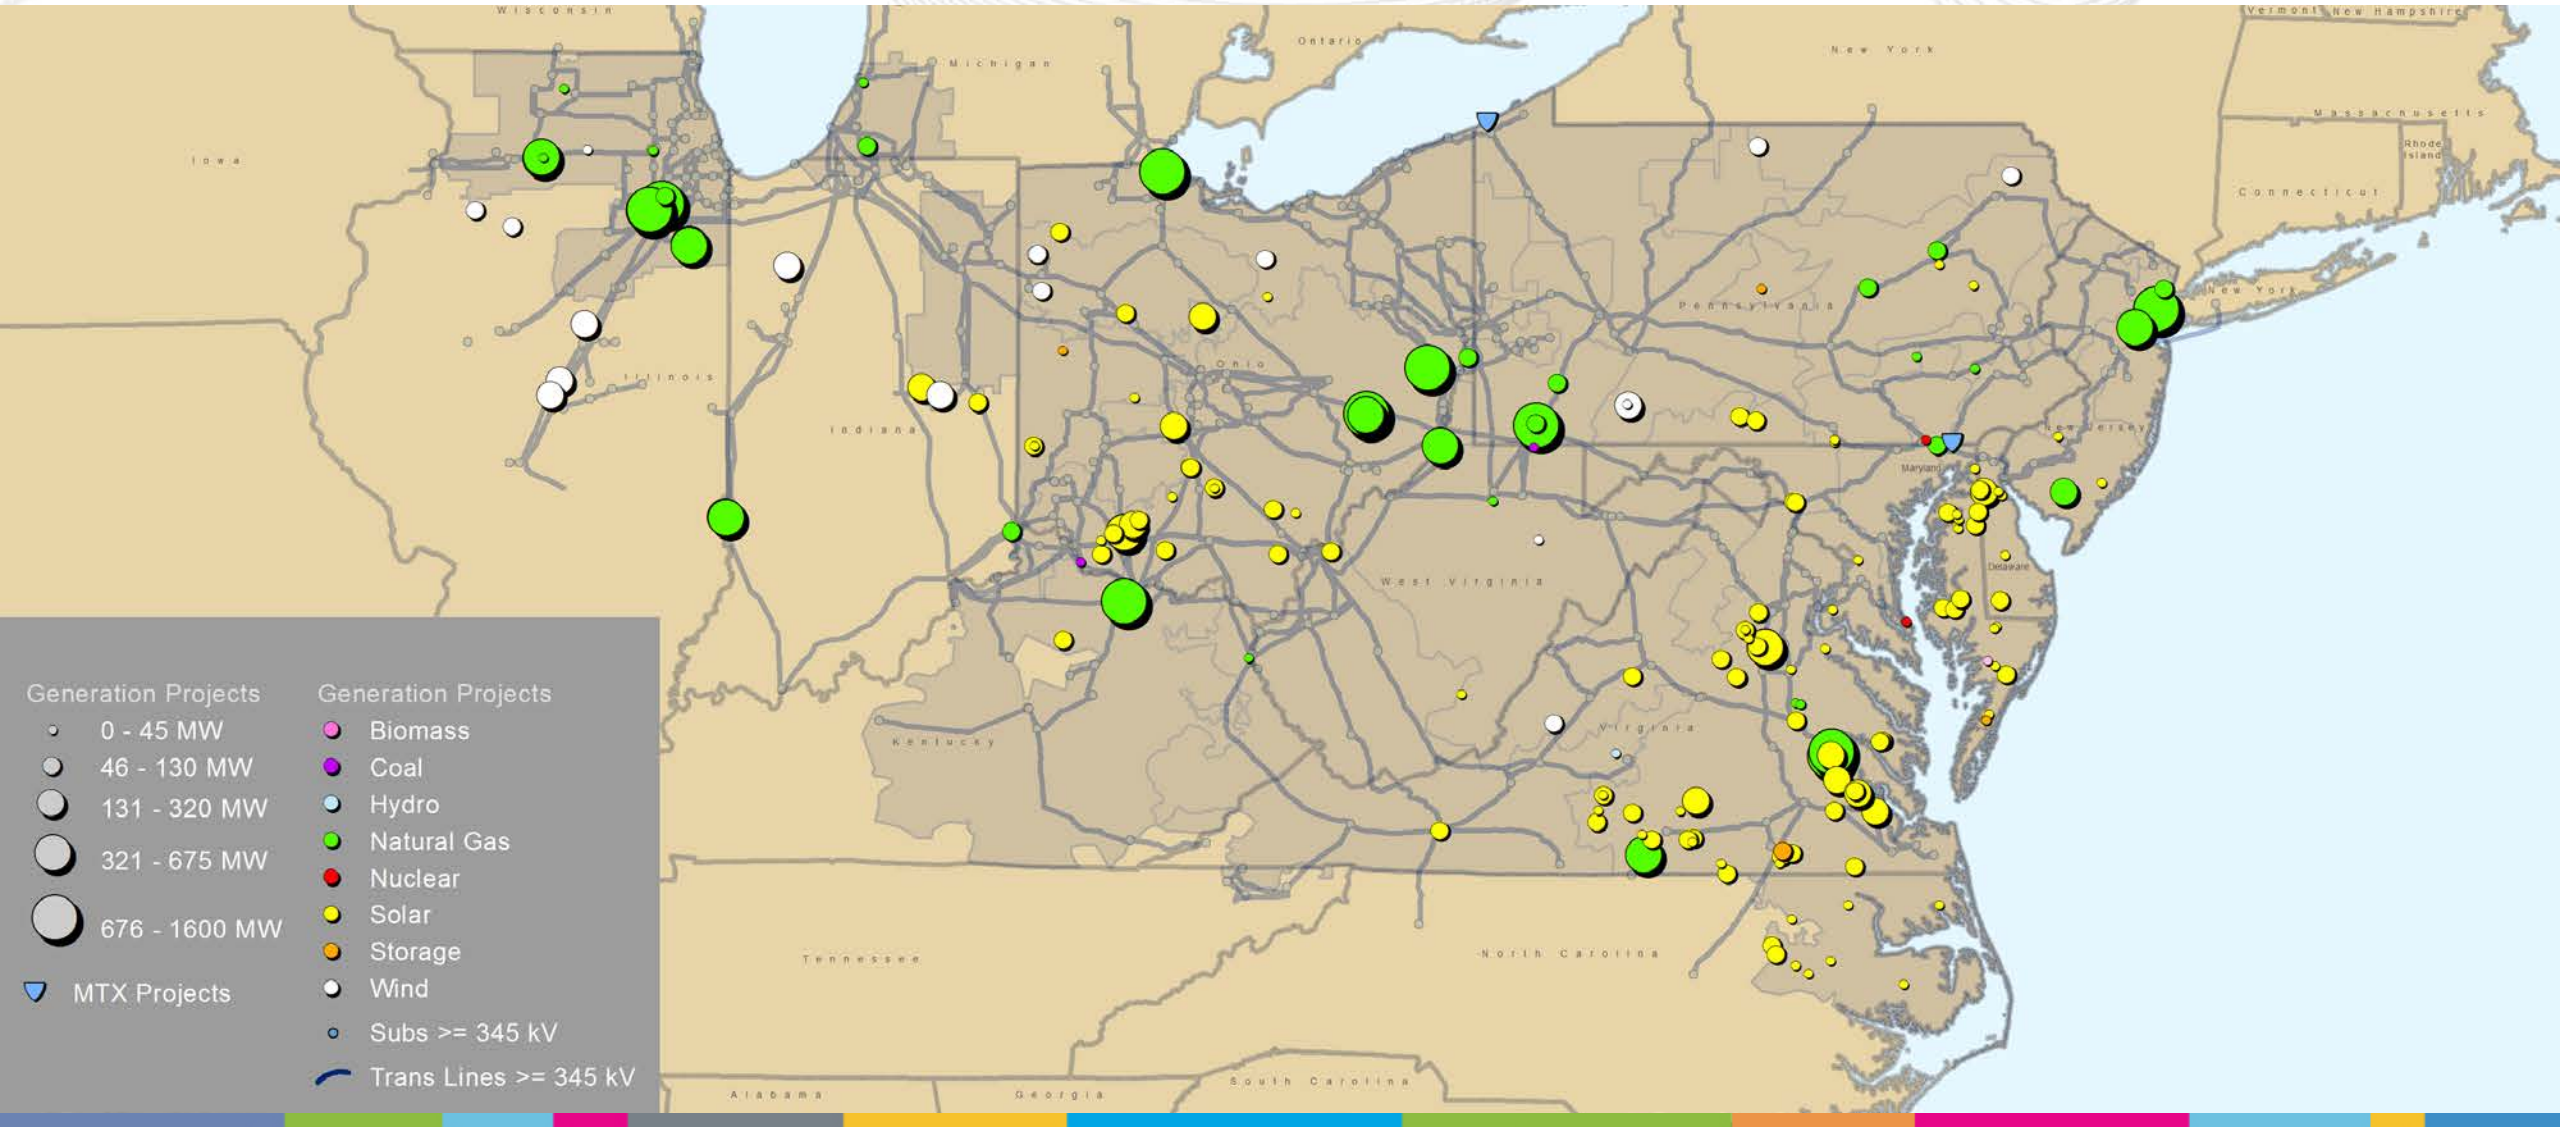 Wisconsin
Vermont
New Hampshire
Ontario
New York
Michigan
Massachusetts
Iowa
Rhode
Island
Connecticut
New York
Pennsylvania
Ohio
Illinois
Indiana
New Jersey
Maryland
Delaware
West Virginia
Virginia
Kentucky
Tennessee
North Carolina
South Carolina
Alabama
Georgia
Generation Projects
0 - 45 MW
46 - 130 MW
131 - 320 MW
321 - 675 MW
676 - 1600 MW
MTX Projects
Generation Projects
Biomass
Coal
Hydro
Natural Gas
Nuclear
Solar
Storage
Wind
Subs >= 345 kV
Trans Lines >= 345 kV